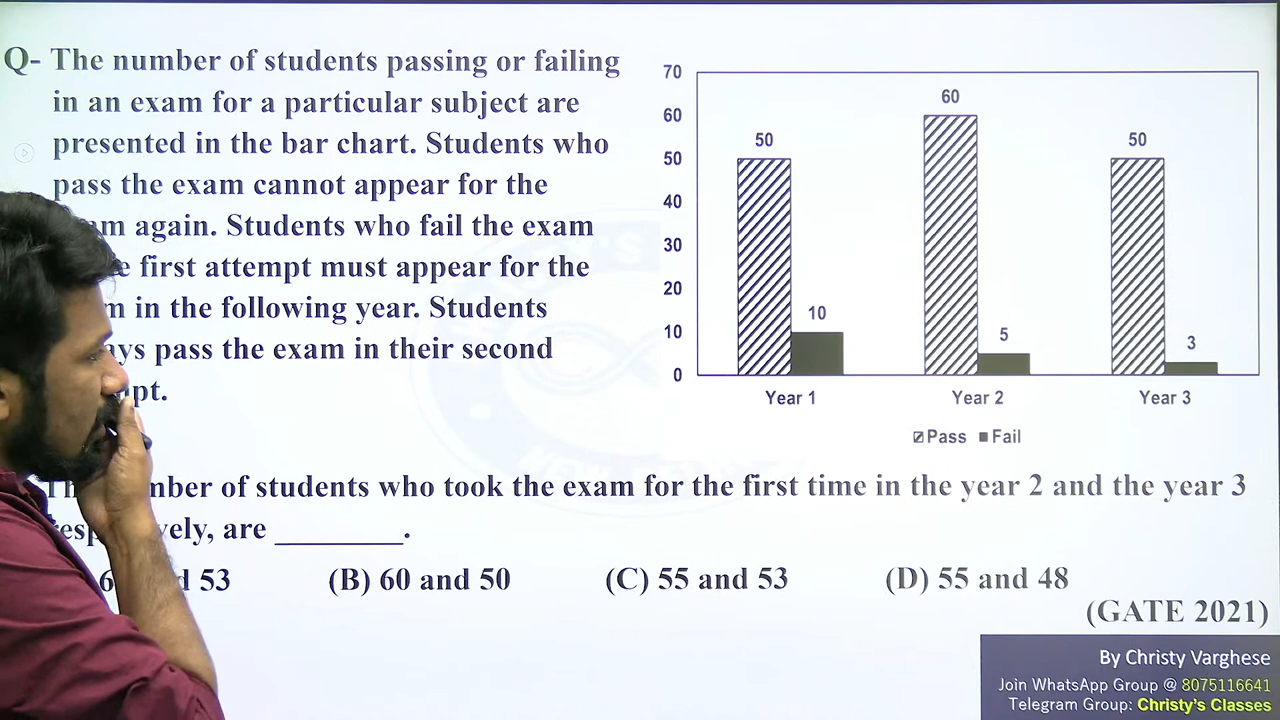 Q- The number of students passing or failing
in an exam for a particular subject are
presented in the bar chart. Students who
pass the exam cannot appear for the
again. Students who fail the exam
first attempt must appear for the
in the following year. Students
pass the exam in their second
70
60
50
40
30
20
10
0
50
10
60
5
50
3
Year 1
Year 2
Year 3
Pass
Fail
of students who took the exam for the first time in the year 2 and the year 3
are ________.
53
(B) 60 and 50
(C) 55 and 53
(D) 55 and 48
(GATE 2021)
By Christy Varghese
Join WhatsApp Group @ 8075116641
Telegram Group: Christy's Classes